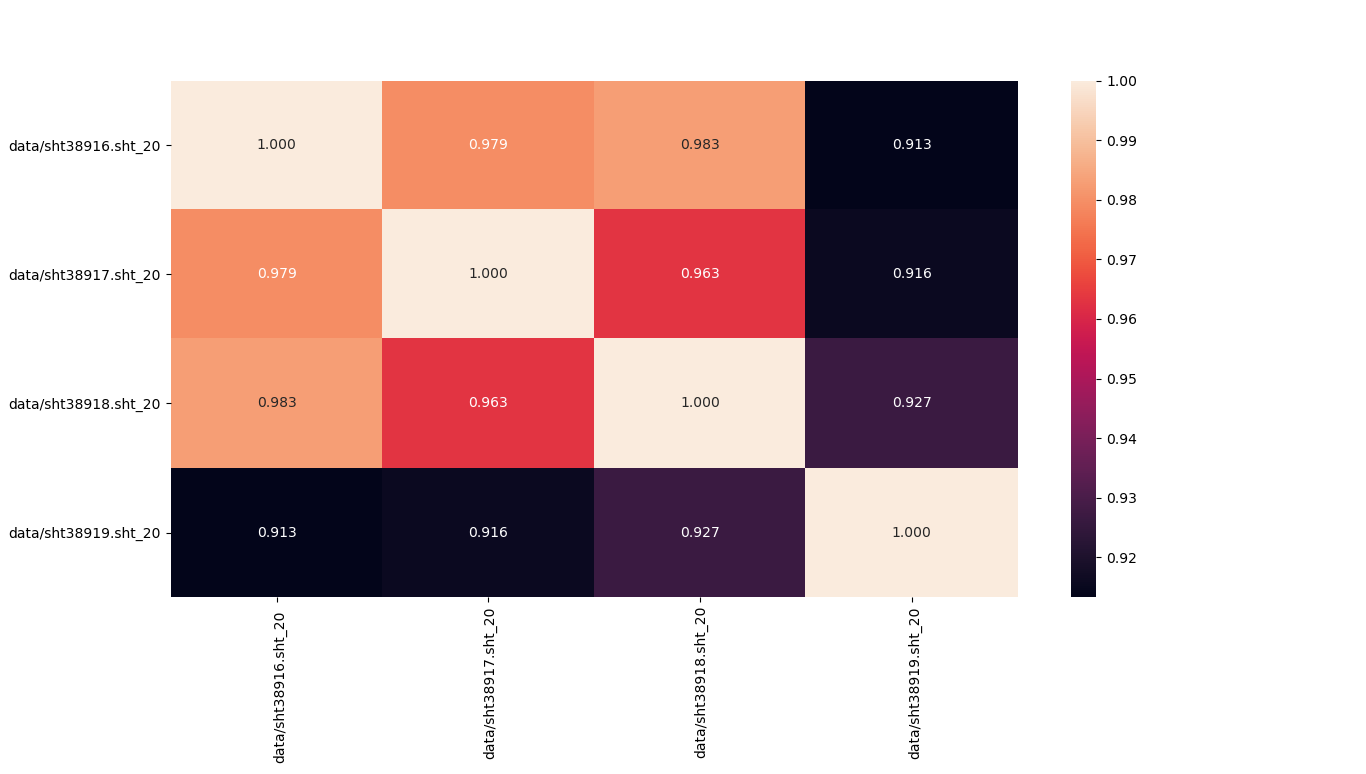 data/sht38916.sht_20 1.000 0.979 0.983 0.913
data/sht38917.sht_20 0.979 1.000 0.963 0.916
data/sht38918.sht_20 0.983 0.963 1.000 0.927
data/sht38919.sht_20 0.913 0.916 0.927 1.000
data/sht38916.sht_20
data/sht38917.sht_20
data/sht38918.sht_20
data/sht38919.sht_20
1.00
0.99
0.98
0.97
0.96
0.95
0.94
0.93
0.92